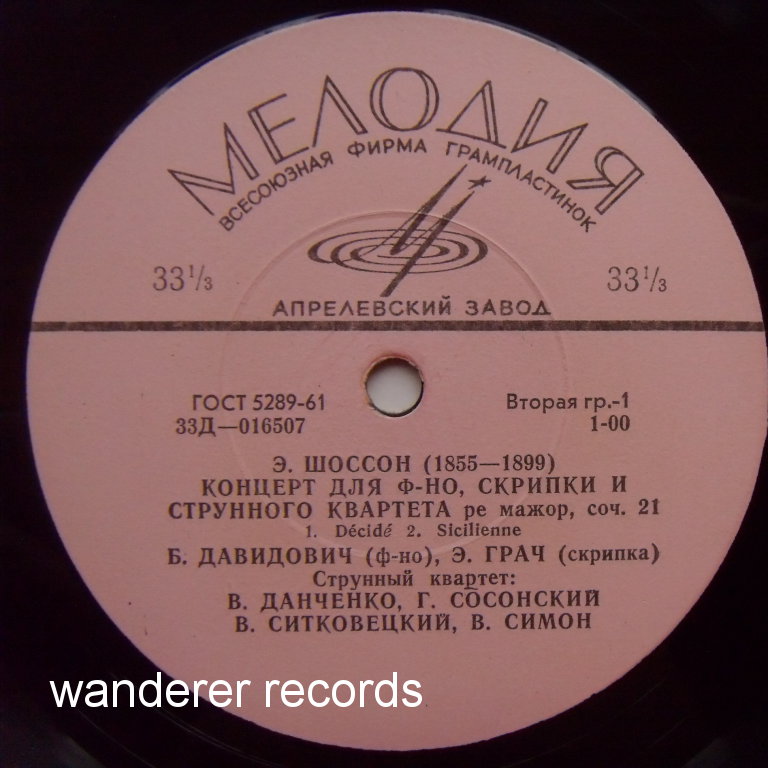 МЕЛОДИЯ
ВСЕСОЮЗНАЯ ФИРМА ГРАМПЛАСТИНОК
33⅓ 33⅓
АПРЕЛЕВСКИЙ ЗАВОД
ГОСТ 5289-61 Вторая гр.-1
33Д—016507 1-00
Э. ШОССОН (1855—1899)
КОНЦЕРТ ДЛЯ Ф-НО, СКРИПКИ И
СТРУННОГО КВАРТЕТА ре мажор, соч. 21
1. Décidé 2. Sicilienne
Б. ДАВИДОВИЧ (ф-но), Э. ГРАЧ (скрипка)
Струнный квартет:
В. ДАНЧЕНКО, Г. СОСОНСКИЙ
В. СИТКОВЕЦКИЙ, В. СИМОН
wanderer records